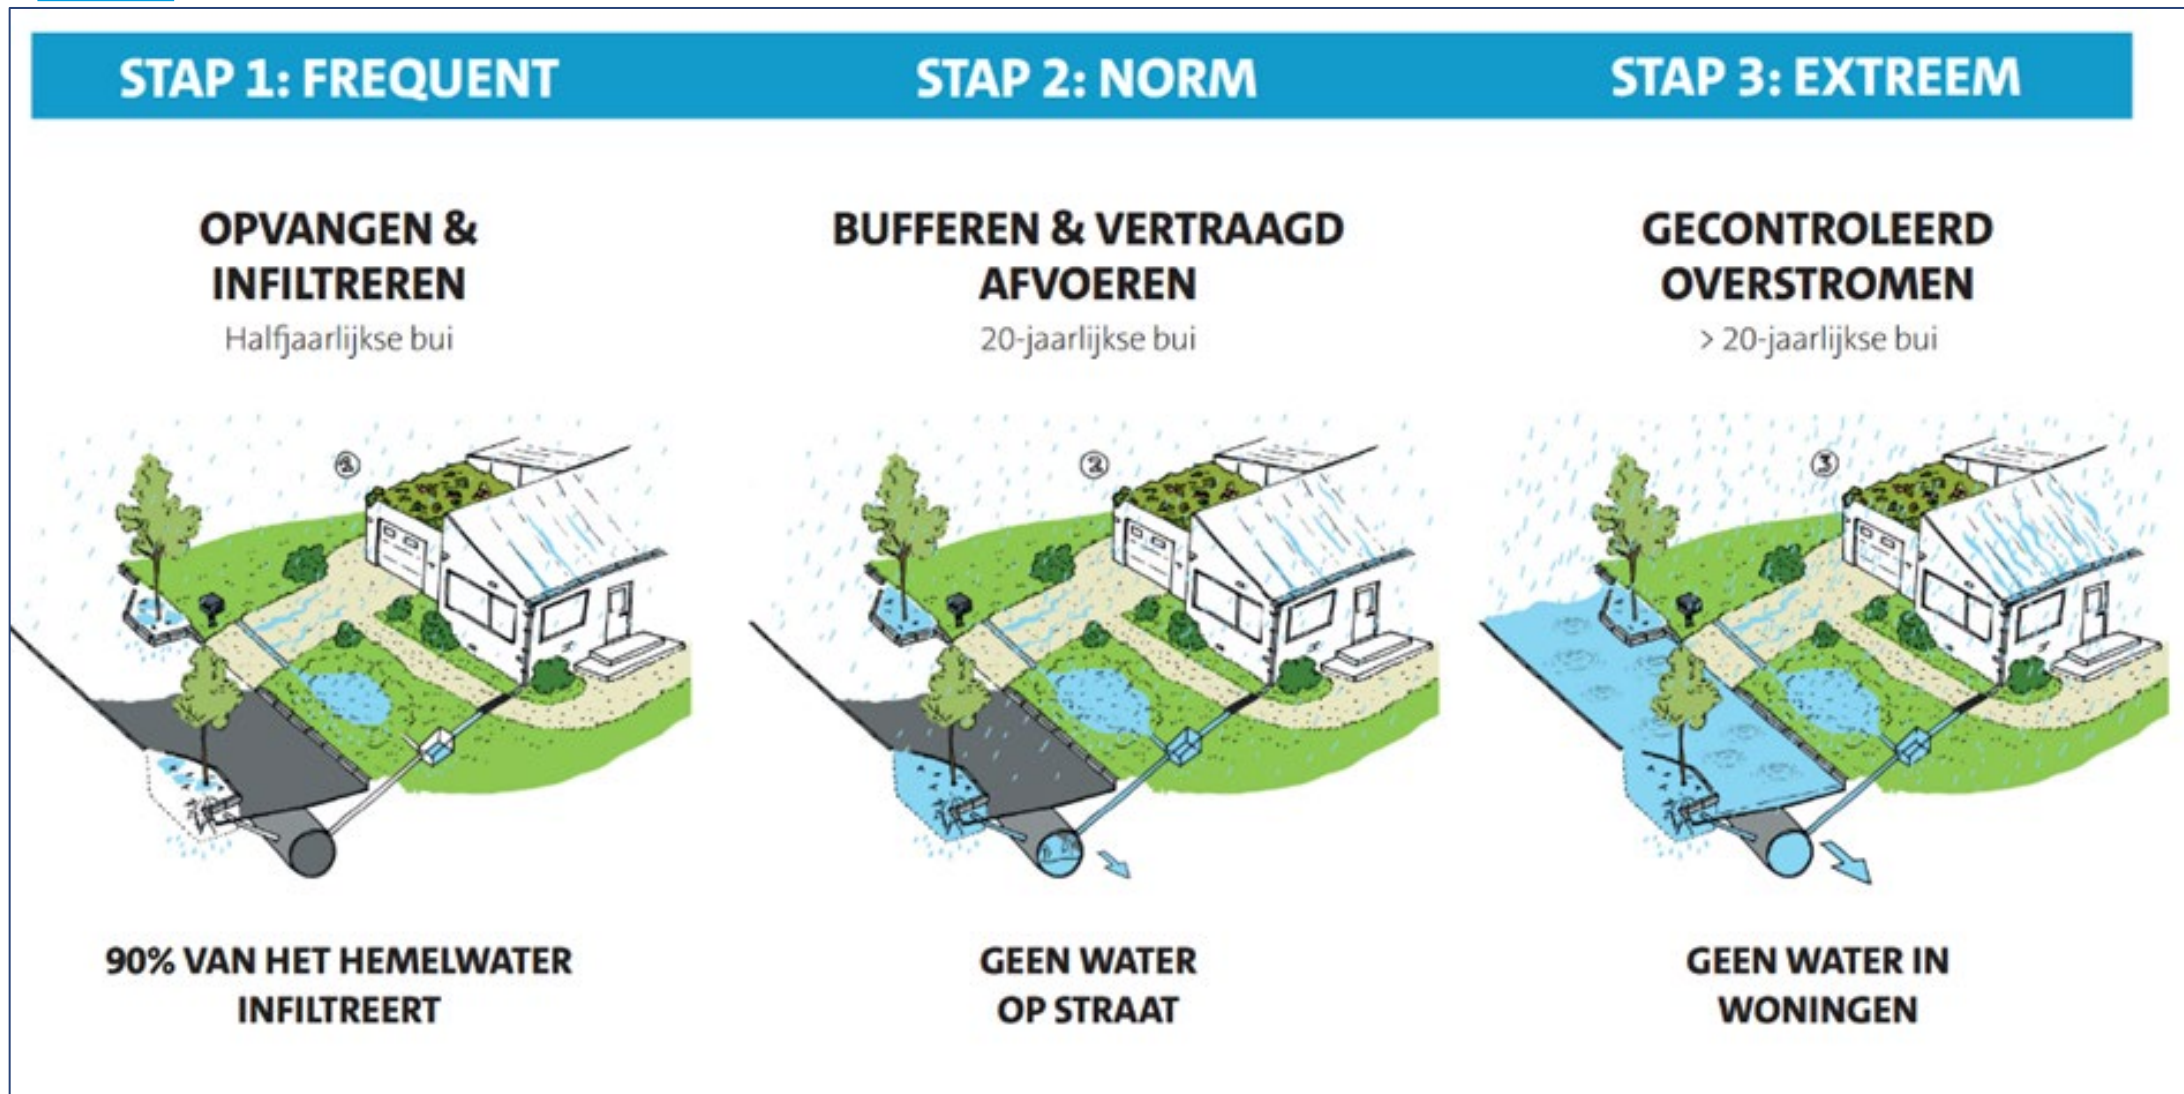 STAP 1: FREQUENT
OPVANGEN &
INFILTREREN
Halfjaarlijkse bui
1
90% VAN HET HEMELWATER
INFILTREERT
STAP 2: NORM
BUFFEREN & VERTRAAGD
AFVOEREN
20-jaarlijkse bui
2
GEEN WATER
OP STRAAT
STAP 3: EXTREEM
GECONTROLEERD
OVERSTROMEN
> 20-jaarlijkse bui
3
GEEN WATER IN
WONINGEN